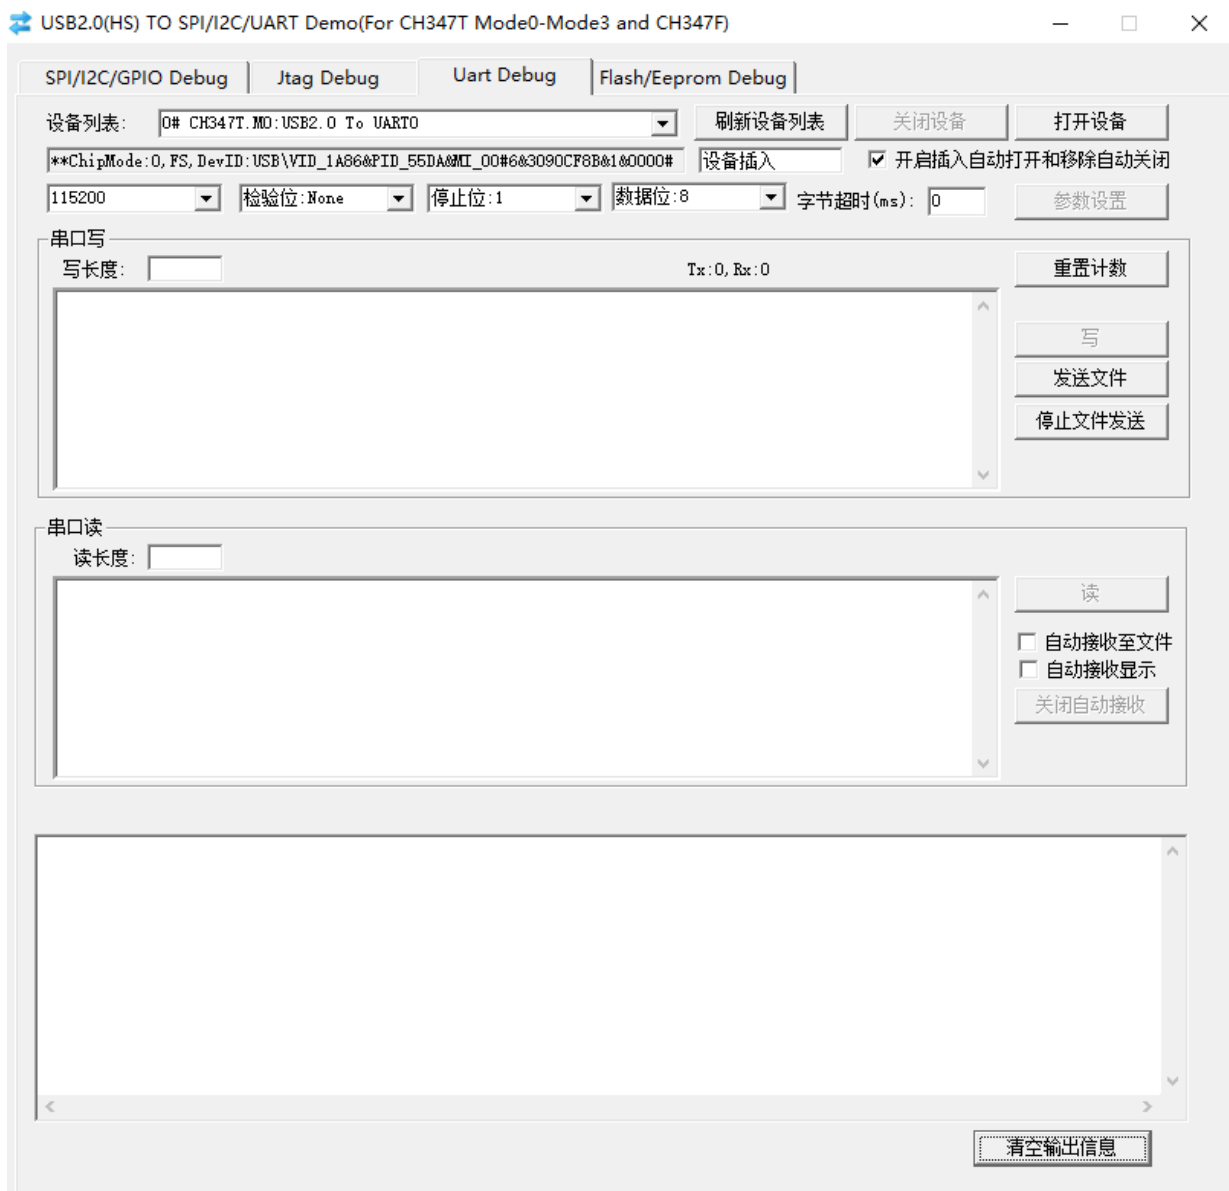 USB2.0(HS) TO SPI/I2C/UART Demo(For CH347T Mode0-Mode3 and CH347F)
SPI/I2C/GPIO Debug Jtag Debug Uart Debug Flash/Eeprom Debug
设备列表: 0# CH347T.M0:USB2.0 To UART0 刷新设备列表 关闭设备 打开设备
**ChipMode:0,FS,DevID:USB\VID_1A86&PID_55DA&MI_00#6&3090CF8B&1&0000# 设备插入 开启插入自动打开和移除自动关闭
115200 检验位:None 停止位:1 数据位:8 字节超时(ms): 0 参数设置
串口写
写长度: Tx:0,Rx:0 重置计数
写
发送文件
停止文件发送
串口读
读长度:
读
自动接收至文件
自动接收显示
关闭自动接收
清空输出信息